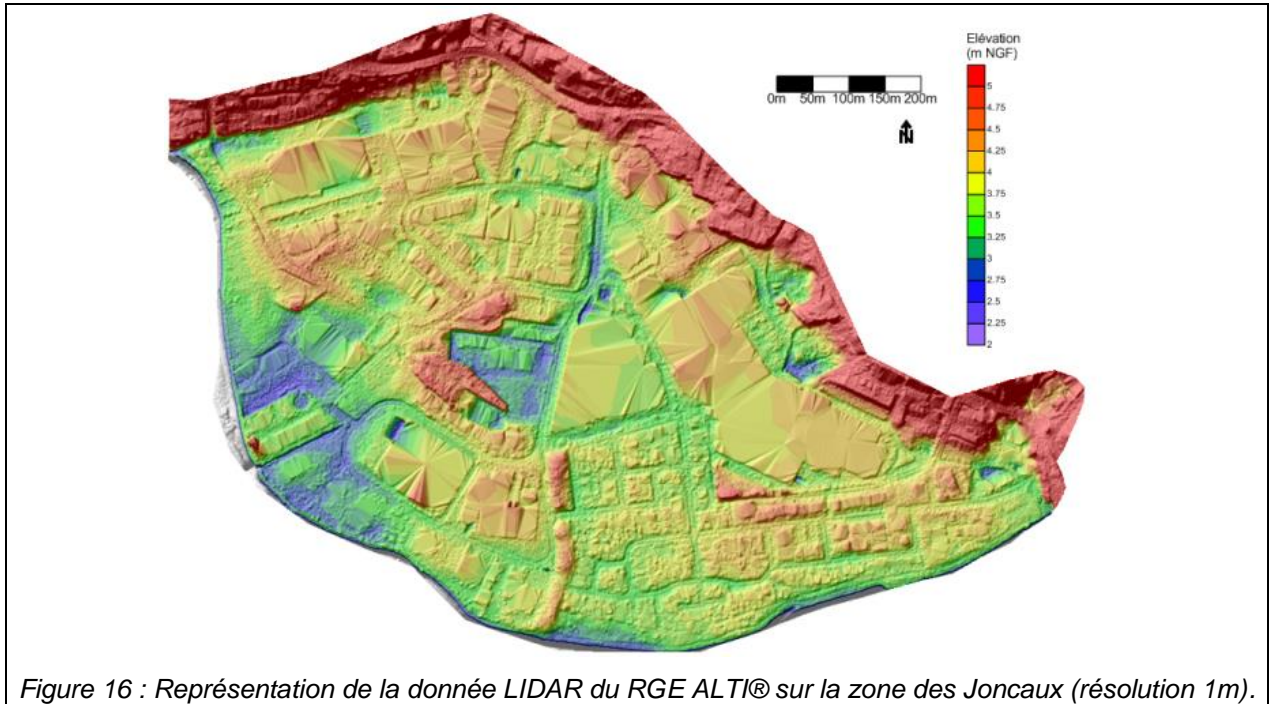 Elévation
(m NGF)
0m 50m 100m 150m 200m
N
5
4.75
4.5
4.25
4
3.75
3.5
3.25
3
2.75
2.5
2.25
2
Figure 16 : Représentation de la donnée LIDAR du RGE ALTI® sur la zone des Joncaux (résolution 1m).